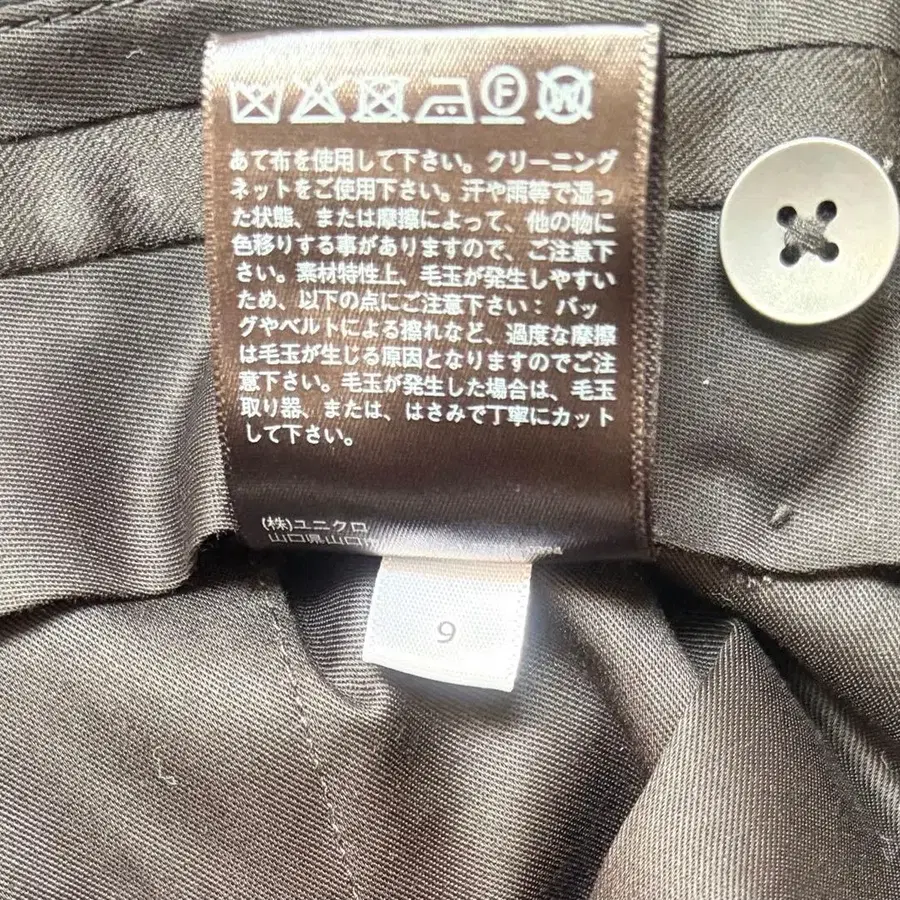 F W
あて布を使用して下さい。クリーニング
ネットをご使用下さい。汗や雨等で湿っ
た状態、または摩擦によって、他の物に
色移りする事がありますので、ご注意下
さい。素材特性上、毛玉が発生しやすい
ため、以下の点にご注意下さい：バッ
グやベルトによる擦れなど、過度な摩擦
は毛玉が生じる原因となりますのでご注
意下さい。毛玉が発生した場合は、毛玉
取り器、または、はさみで丁寧にカット
して下さい。
(株)ユニクロ
山口県山口市
9